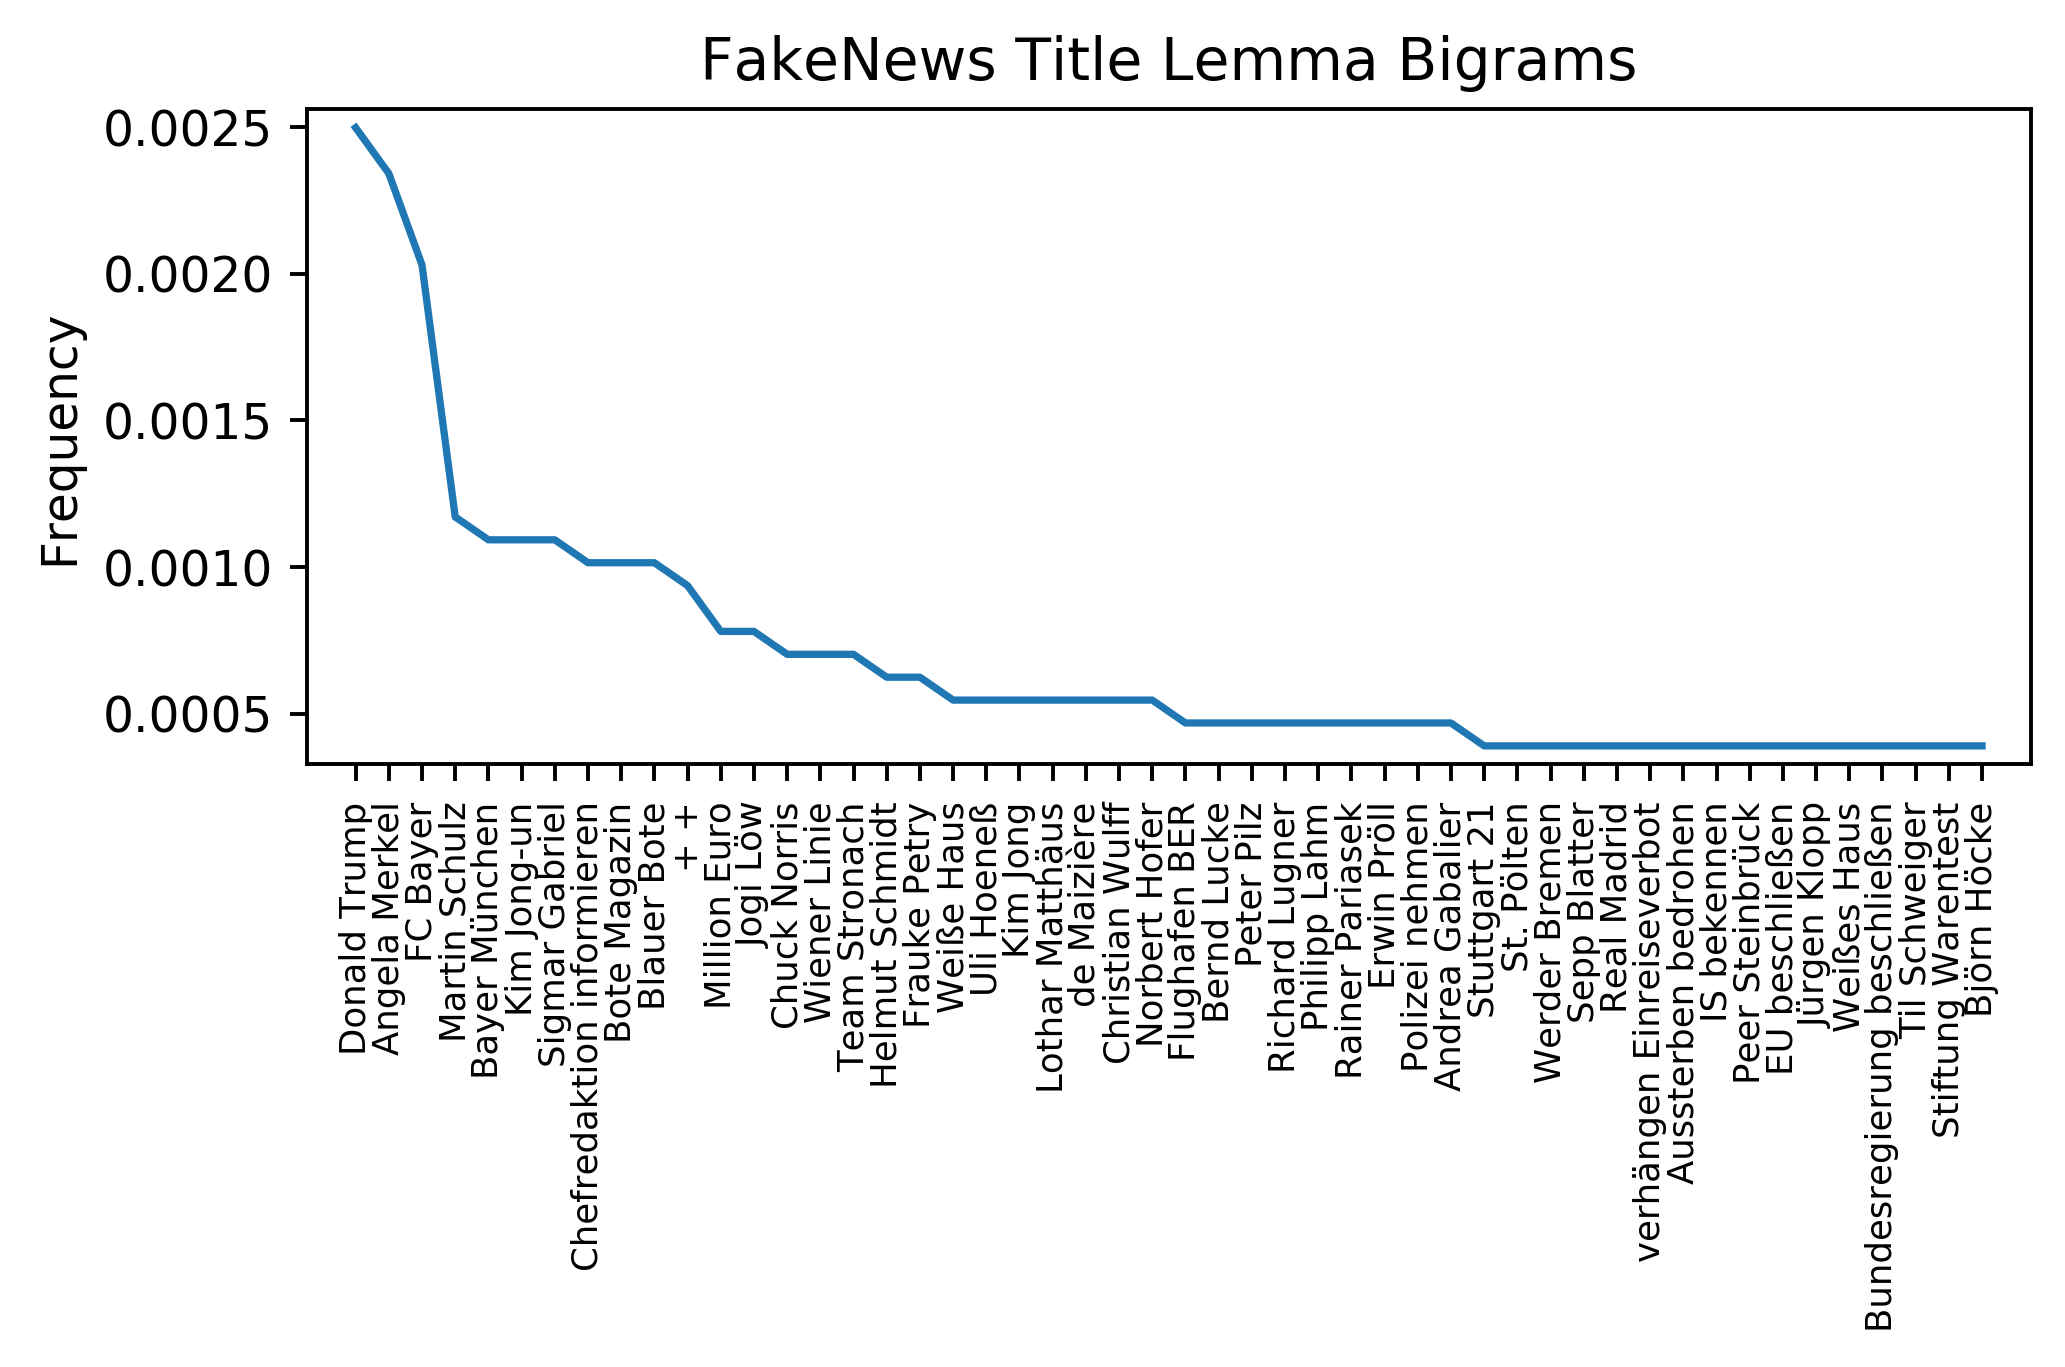 FakeNews Title Lemma Bigrams
0.0025
0.0020
0.0015
0.0010
0.0005
Frequency
Donald Trump
Angela Merkel
FC Bayer
Martin Schulz
Bayer München
Kim Jong-un
Sigmar Gabriel
Chefredaktion informieren
Bote Magazin
Blauer Bote
+ +
Million Euro
Jogi Löw
Chuck Norris
Wiener Linie
Team Stronach
Helmut Schmidt
Frauke Petry
Weiße Haus
Uli Hoeneß
Kim Jong
Lothar Matthäus
de Maizière
Christian Wulff
Norbert Hofer
Flughafen BER
Bernd Lucke
Peter Pilz
Richard Lugner
Philipp Lahm
Rainer Pariasek
Erwin Pröll
Polizei nehmen
Andrea Gabalier
Stuttgart 21
St. Pölten
Werder Bremen
Sepp Blatter
Real Madrid
verhängen Einreiseverbot
Aussterben bedrohen
IS bekennen
Peer Steinbrück
EU beschließen
Jürgen Klopp
Weißes Haus
Bundesregierung beschließen
Til Schweiger
Stiftung Warentest
Björn Höcke